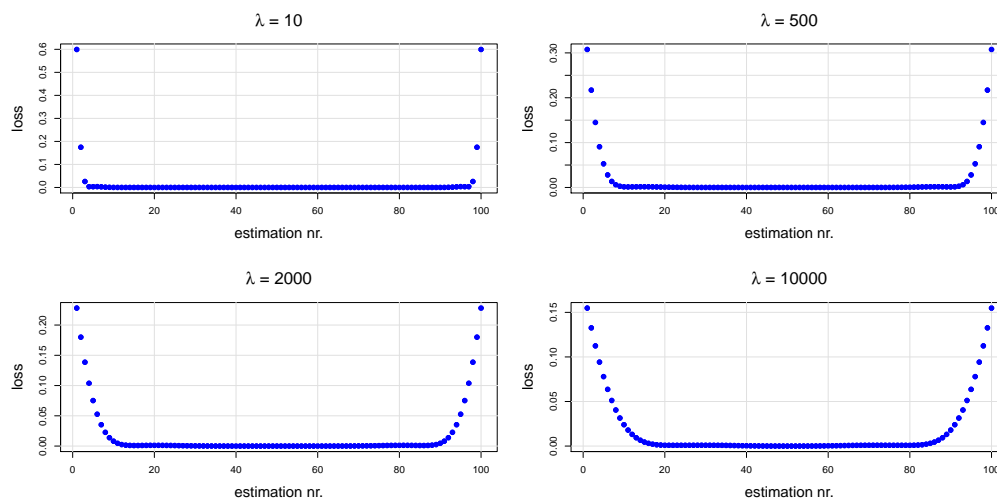 λ = 10
loss
0.0 0.1 0.2 0.3 0.4 0.5 0.6
0 20 40 60 80 100
estimation nr.
λ = 500
loss
0.00 0.10 0.20 0.30
0 20 40 60 80 100
estimation nr.
λ = 2000
loss
0.00 0.05 0.10 0.15 0.20
0 20 40 60 80 100
estimation nr.
λ = 10000
loss
0.00 0.05 0.10 0.15
0 20 40 60 80 100
estimation nr.